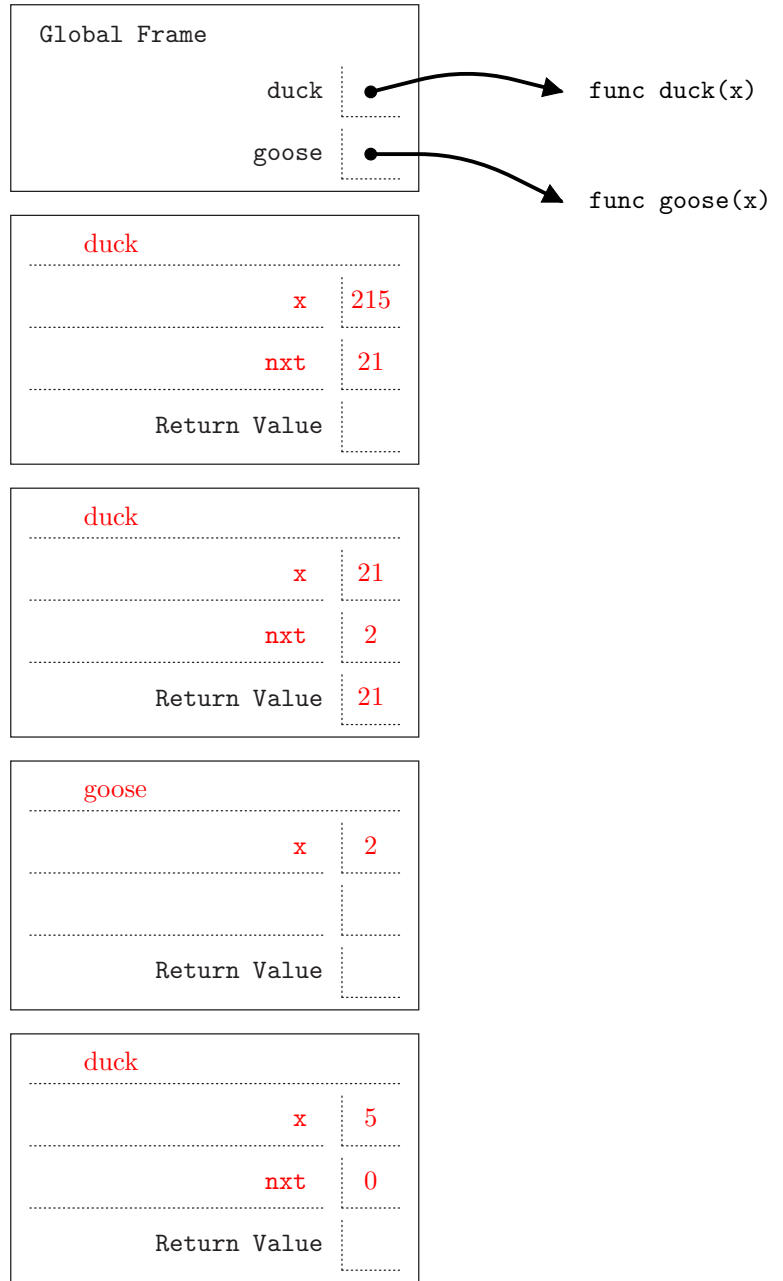 Global Frame
duck
func duck(x)
goose
func goose(x)
duck
x 215
nxt 21
Return Value
duck
x 21
nxt 2
Return Value 21
goose
x 2
Return Value
duck
x 5
nxt 0
Return Value